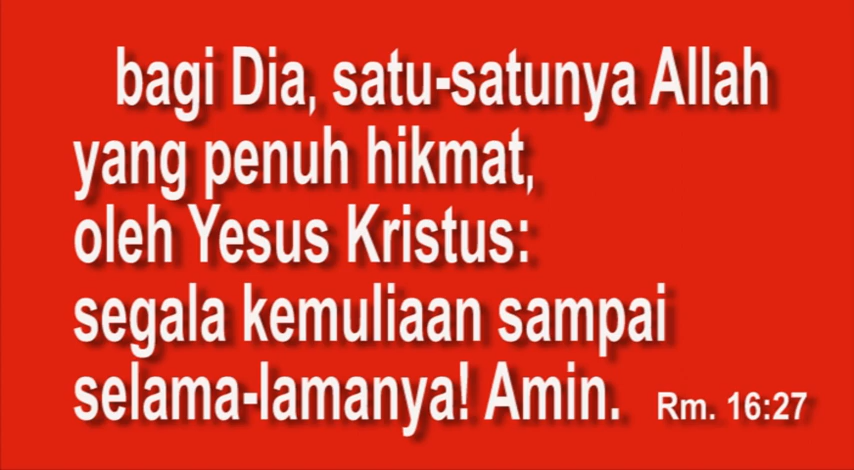 bagi Dia, satu-satunya Allah
yang penuh hikmat,
oleh Yesus Kristus:
segala kemuliaan sampai
selama-lamanya! Amin. Rm. 16:27